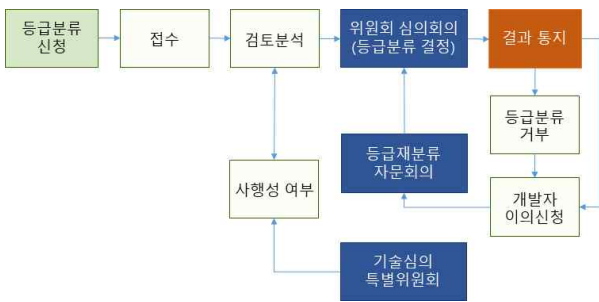 등급분류
신청
접수
검토분석
위원회 심의회의
(등급분류 결정)
결과 통지
등급분류
거부
등급재분류
자문회의
사행성 여부
개발자
이의신청
기술심의
특별위원회